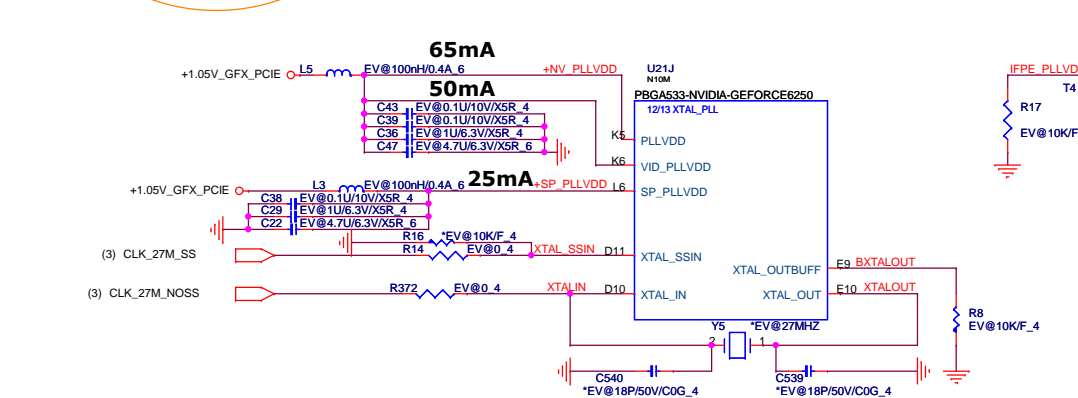 65mA
+1.05V_GFX_PCIE L5 EV@100nH/0.4A_6 +NV_PLLVDD
50mA
C43 EV@0.1U/10V/X5R_4
C39 EV@0.1U/10V/X5R_4
C36 EV@1U/6.3V/X5R_4
C47 EV@4.7U/6.3V/X5R_6
U21J
N10M
PBGA533-NVIDIA-GEFORCE6250
12/13 XTAL_PLL
K5 PLLVDD
K6 VID_PLLVDD
IFPE_PLLVD
T4
R17
EV@10K/F
+1.05V_GFX_PCIE L3 EV@100nH/0.4A_6 25mA +SP_PLLVDD L6 SP_PLLVDD
C38 EV@0.1U/10V/X5R_4
C29 EV@1U/6.3V/X5R_4
C22 EV@4.7U/6.3V/X5R_6
R16 *EV@10K/F_4
(3) CLK_27M_SS R14 EV@0_4 XTAL_SSIN D11 XTAL_SSIN
XTAL_OUTBUFF E9 BXTALOUT
(3) CLK_27M_NOSS R372 EV@0_4 XTALIN D10 XTAL_IN XTAL_OUT E10 XTALOUT
R8
EV@10K/F_4
Y5 *EV@27MHZ
2 1
C540
*EV@18P/50V/C0G_4
C539
*EV@18P/50V/C0G_4